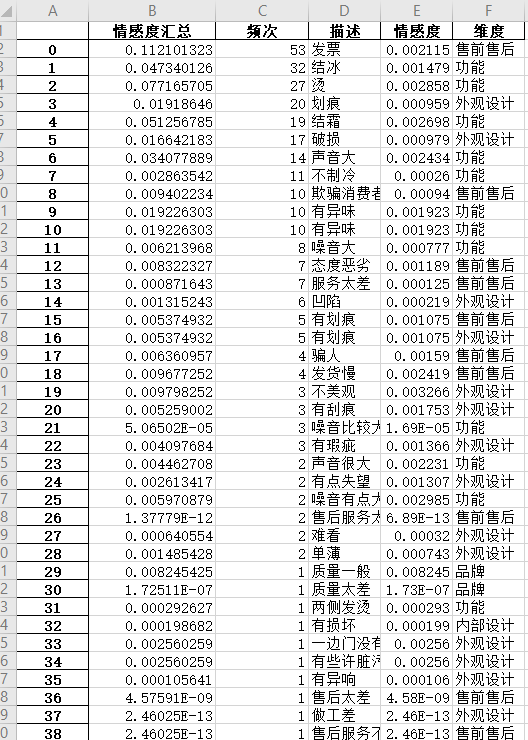 A B C D E F
情感度汇总 频次 描述 情感度 维度
0 0.112101323 53 发票 0.002115 售前售后
1 0.047340126 32 结冰 0.001479 功能
2 0.077165705 27 烫 0.002858 功能
3 0.01918646 20 划痕 0.000959 外观设计
4 0.051256785 19 结霜 0.002698 功能
5 0.016642183 17 破损 0.000979 外观设计
6 0.034077889 14 声音大 0.002434 功能
7 0.002863542 11 不制冷 0.00026 功能
8 0.009402234 10 欺骗消费者 0.00094 售前售后
9 0.019226303 10 有异味 0.001923 功能
10 0.019226303 10 有异味 0.001923 功能
11 0.006213968 8 噪音大 0.000777 功能
12 0.008322327 7 态度恶劣 0.001189 售前售后
13 0.000871643 7 服务太差 0.000125 售前售后
14 0.001315243 6 凹陷 0.000219 外观设计
15 0.005374932 5 有划痕 0.001075 售前售后
16 0.005374932 5 有划痕 0.001075 外观设计
17 0.006360957 4 骗人 0.00159 售前售后
18 0.009677252 4 发货慢 0.002419 售前售后
19 0.009798252 3 不美观 0.003266 外观设计
20 0.005259002 3 有刮痕 0.001753 外观设计
21 5.06502E-05 3 噪音比较大 1.69E-05 功能
22 0.004097684 3 有瑕疵 0.001366 外观设计
23 0.004462708 2 声音很大 0.002231 功能
24 0.002613417 2 有点失望 0.001307 外观设计
25 0.005970879 2 噪音有点大 0.002985 功能
26 1.37779E-12 2 售后服务太 6.89E-13 售前售后
27 0.000640554 2 难看 0.00032 外观设计
28 0.001485428 2 单薄 0.000743 外观设计
29 0.008245425 1 质量一般 0.008245 品牌
30 1.72511E-07 1 质量太差 1.73E-07 品牌
31 0.000292627 1 两侧发烫 0.000293 功能
32 0.000198682 1 有损坏 0.000199 内部设计
33 0.002560259 1 一边门没有 0.00256 外观设计
34 0.002560259 1 有些许脏污 0.00256 外观设计
35 0.000105641 1 有异响 0.000106 外观设计
36 4.57591E-09 1 售后太差 4.58E-09 售前售后
37 2.46025E-13 1 做工差 2.46E-13 外观设计
38 2.46025E-13 1 售后服务不 2.46E-13 售前售后